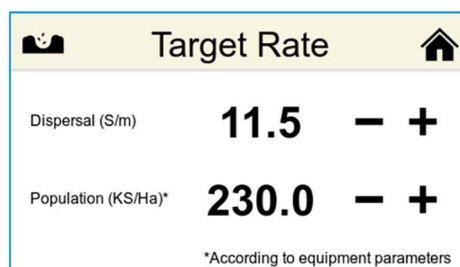 Target Rate
Dispersal (S/m) 11.5 − +
Population (KS/Ha)* 230.0 − +
*According to equipment parameters